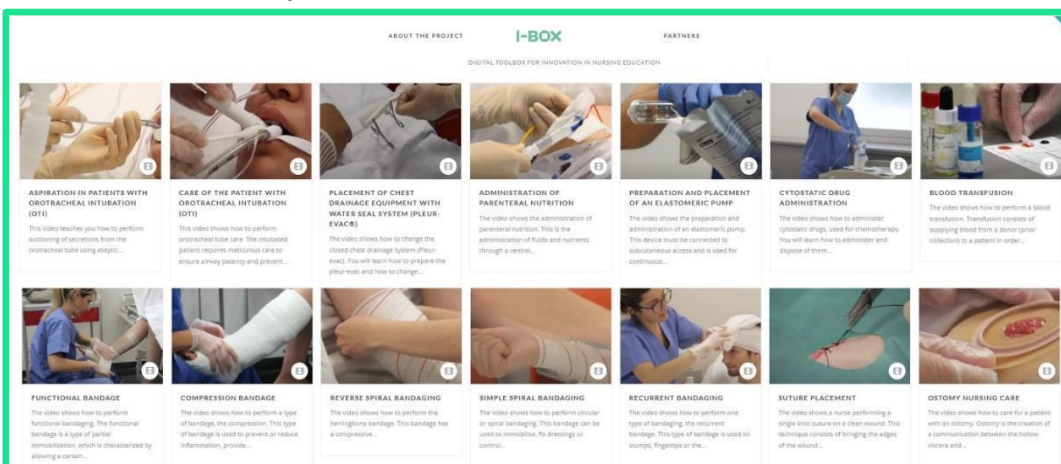 ABOUT THE PROJECT
I-BOX
PARTNERS
DIGITAL TOOLBOX FOR INNOVATION IN NURSING EDUCATION
ASPIRATION IN PATIENTS WITH
OROTRACHEAL INTUBATION
(OTI)
This video teaches you how to perform
suctioning of secretions from the
orotracheal tube using aseptic...
CARE OF THE PATIENT WITH
OROTRACHEAL INTUBATION
(OTI)
This video shows how to perform
orotracheal tube care. The intubated
patient requires meticulous care to
ensure airway patency and prevent...
PLACEMENT OF CHEST
DRAINAGE EQUIPMENT WITH
WATER SEAL SYSTEM (PLEUR-
EVAC®)
The video shows how to change the
closed chest drainage system (Pleur-
evac). You will learn how to prepare the
pleur-evac and how to change...
ADMINISTRATION OF
PARENTERAL NUTRITION
The video shows the administration of
parenteral nutrition. This is the
administration of fluids and nutrients
through a central...
PREPARATION AND PLACEMENT
OF AN ELASTOMERIC PUMP
The video shows the preparation and
administration of an elastomeric pump.
This device must be connected to
subcutaneous access and is used for
continuous...
CYTOSTATIC DRUG
ADMINISTRATION
The video shows how to administer
cytostatic drugs, used for chemotherapy.
You will learn how to administer and
dispose of them...
BLOOD TRANSFUSION
The video shows how to perform a blood
transfusion. Transfusion consists of
supplying blood from a donor (prior
collection) to a patient in order...
FUNCTIONAL BANDAGE
The video shows how to perform
functional bandaging. The functional
bandage is a type of partial
immobilization, which is characterized by
allowing a certain...
COMPRESSION BANDAGE
The video shows how to perform a type
of bandage, the compression. This type
of bandage is used to prevent or reduce
inflammation, provide...
REVERSE SPIRAL BANDAGING
The video shows how to perform the
herringbone bandage. This bandage has
a compressive...
SIMPLE SPIRAL BANDAGING
The video shows how to perform circular
or spiral bandaging. This bandage can be
used to immobilise, fix dressings or
control...
RECURRENT BANDAGING
The video shows how to perform one
type of bandaging, the recurrent
bandage. This type of bandage is used on
stumps, fingertips or the...
SUTURE PLACEMENT
The video shows a nurse performing a
single knot suture on a clean wound. This
technique consists of bringing the edges
of the wound...
OSTOMY NURSING CARE
The video shows how to care for a patient
with an ostomy. Ostomy is the creation of
a communication between the hollow
viscera and...